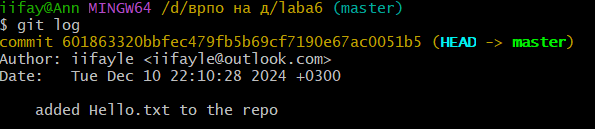 iifay@Ann MINGW64 /d/врпо на д/laba6 (master)
$ git log
commit 601863320bbfec479fb5b69cf7190e67ac0051b5 (HEAD -> master)
Author: iifayle <iifayle@outlook.com>
Date:   Tue Dec 10 22:10:28 2024 +0300
    added Hello.txt to the repo